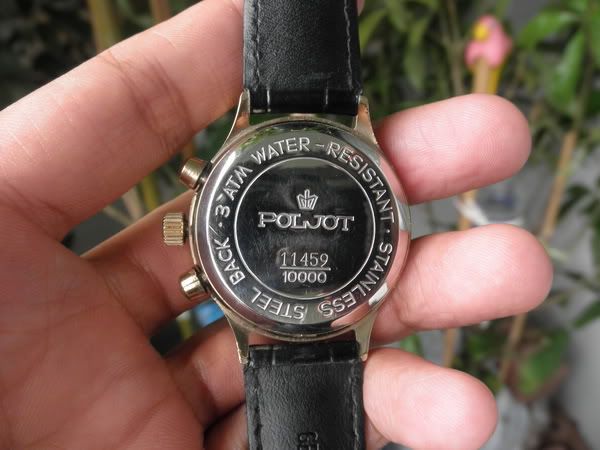 3 ATM WATER-RESISTANT · STAINLESS STEEL BACK ·
POLJOT
11459
10000